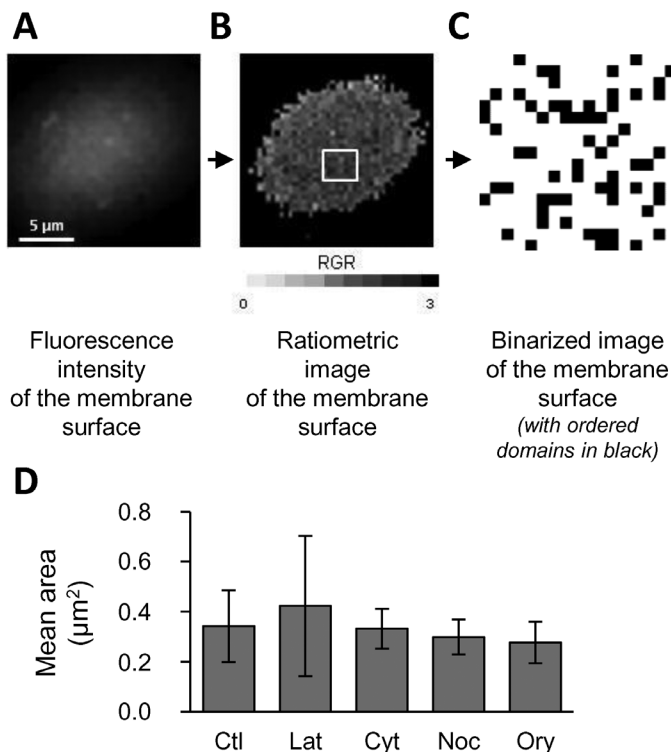 A
B
C
5 µm
RGR
0
3
Fluorescence
intensity
of the membrane
surface
Ratiometric
image
of the membrane
surface
Binarized image
of the membrane
surface
(with ordered
domains in black)
D
Mean area
(µm²)
0.8
0.6
0.4
0.2
0.0
Ctl
Lat
Cyt
Noc
Ory